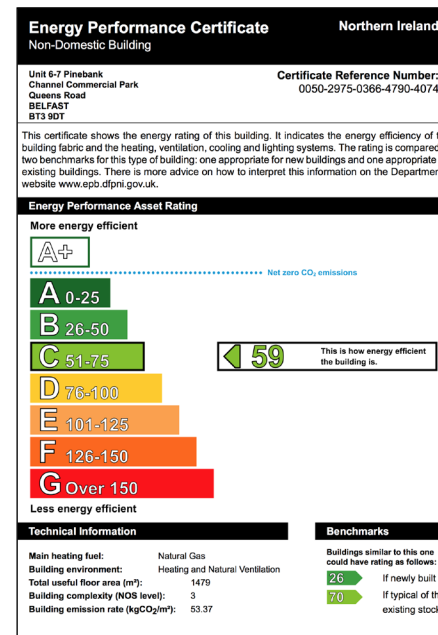 Energy Performance Certificate
Northern Ireland
Non-Domestic Building
Unit 6-7 Pinebank
Channel Commercial Park
Queens Road
BELFAST
BT3 9DT
Certificate Reference Number:
0050-2975-0366-4790-4074
This certificate shows the energy rating of this building. It indicates the energy efficiency of
building fabric and the heating, ventilation, cooling and lighting systems. The rating is compared
two benchmarks for this type of building: one appropriate for new buildings and one appropriate
existing buildings. There is more advice on how to interpret this information on the Departmen
website www.epb.dfpni.gov.uk.
Energy Performance Asset Rating
More energy efficient
A+
Net zero CO₂ emissions
A 0-25
B 26-50
C 51-75
59
This is how energy efficient
the building is.
D 76-100
E 101-125
F 126-150
G Over 150
Less energy efficient
Technical Information
Main heating fuel: Natural Gas
Building environment: Heating and Natural Ventilation
Total useful floor area (m²): 1479
Building complexity (NOS level): 3
Building emission rate (kgCO₂/m²): 53.37
Benchmarks
Buildings similar to this one
could have rating as follows:
26 If newly built
70 If typical of th
existing stock